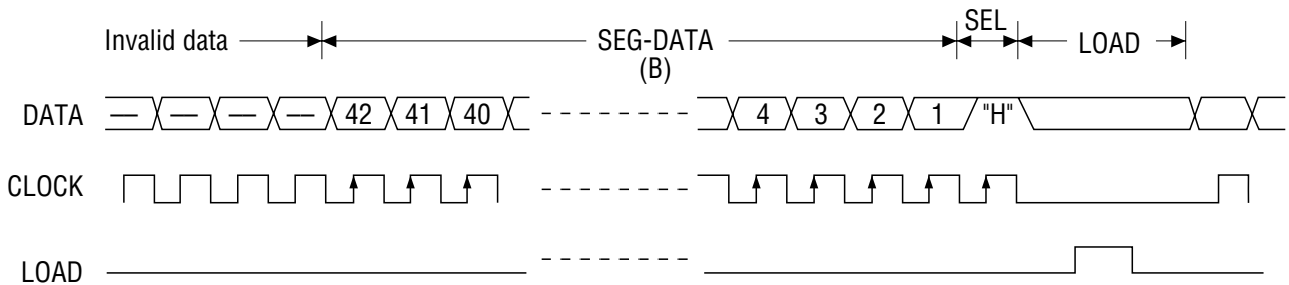 Invalid data SEG-DATA SEL LOAD
(B)
DATA — — — — 42 41 40 4 3 2 1 "H"
CLOCK
LOAD